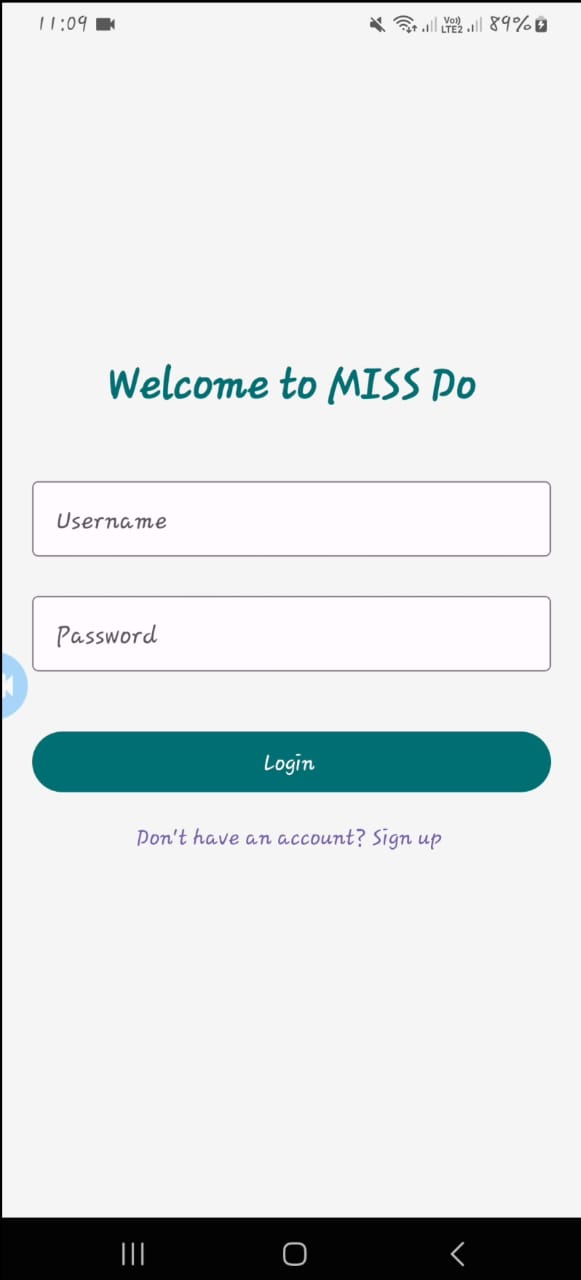 11:09 Vo)) LTE2 89%
Welcome to MISS Do
Username
Password
Login
Don't have an account? Sign up